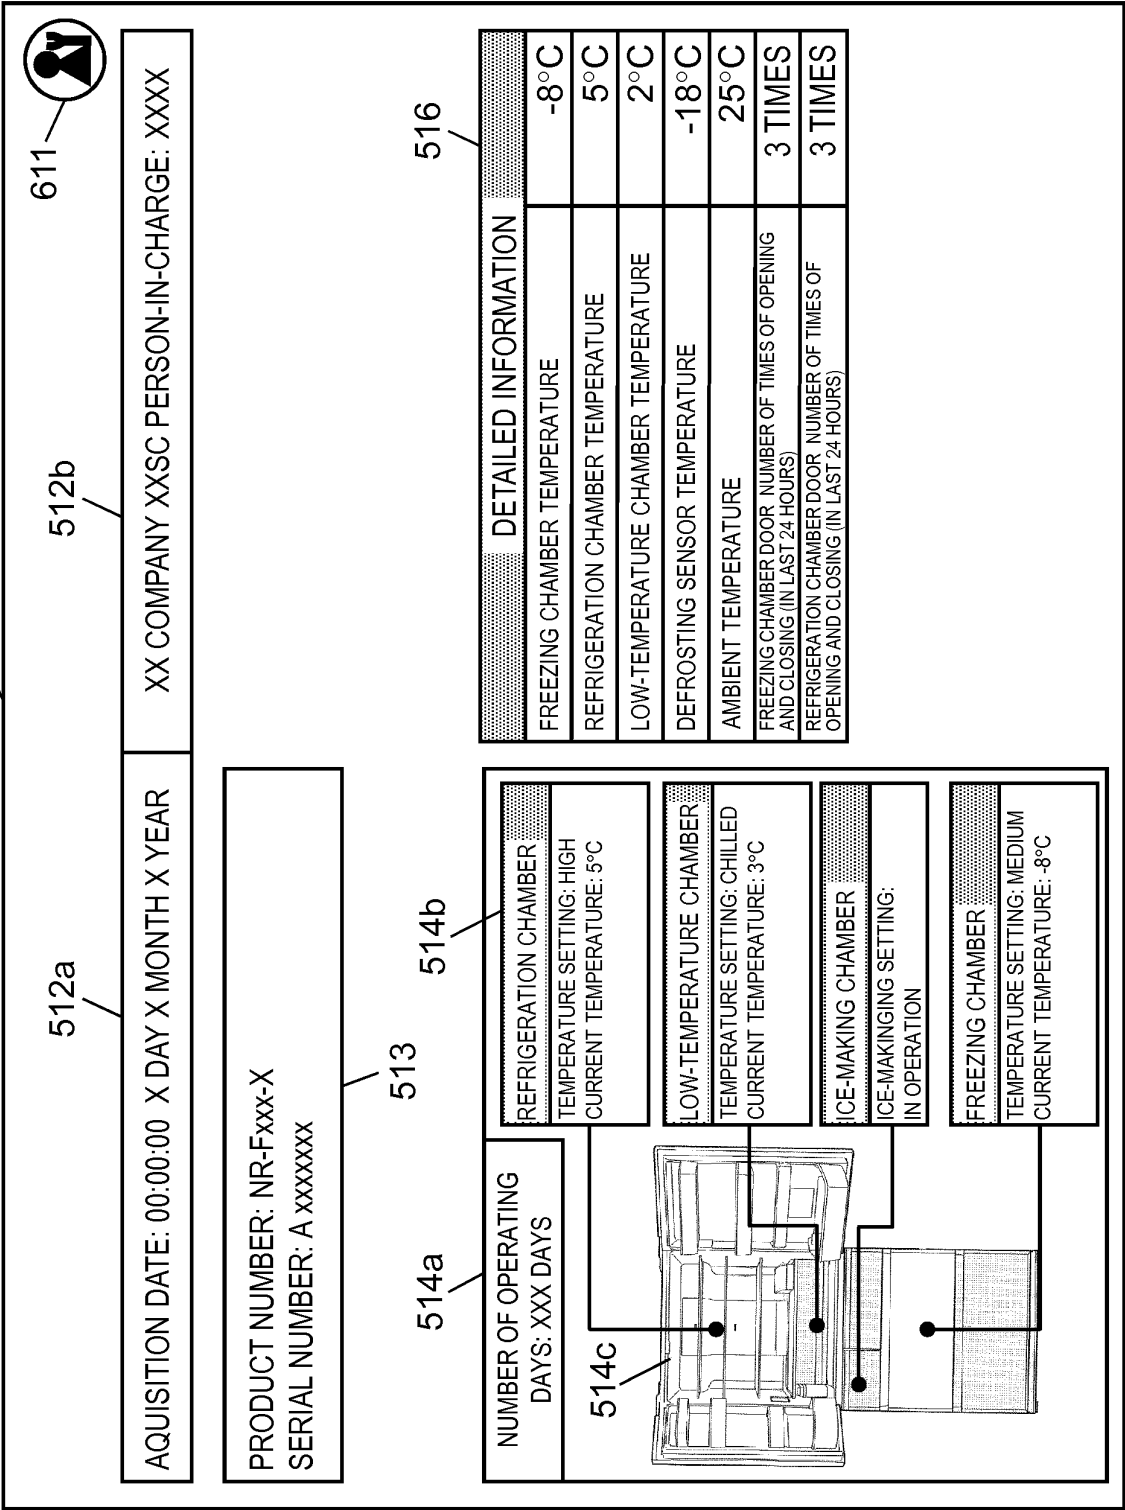 611
512a
512b
AQUISITION DATE: 00:00:00 X DAY X MONTH X YEAR
XX COMPANY XXSC PERSON-IN-CHARGE: XXXX
PRODUCT NUMBER: NR-Fxxx-X
SERIAL NUMBER: A xxxxxxx
513
514a
514b
516
NUMBER OF OPERATING
DAYS: XXX DAYS
514c
REFRIGERATION CHAMBER
TEMPERATURE SETTING: HIGH
CURRENT TEMPERATURE: 5°C
LOW-TEMPERATURE CHAMBER
TEMPERATURE SETTING: CHILLED
CURRENT TEMPERATURE: 3°C
ICE-MAKING CHAMBER
ICE-MAKINGING SETTING:
IN OPERATION
FREEZING CHAMBER
TEMPERATURE SETTING: MEDIUM
CURRENT TEMPERATURE: -8°C
DETAILED INFORMATION
FREEZING CHAMBER TEMPERATURE -8°C
REFRIGERATION CHAMBER TEMPERATURE 5°C
LOW-TEMPERATURE CHAMBER TEMPERATURE 2°C
DEFROSTING SENSOR TEMPERATURE -18°C
AMBIENT TEMPERATURE 25°C
FREEZING CHAMBER DOOR NUMBER OF TIMES OF OPENING
AND CLOSING (IN LAST 24 HOURS) 3 TIMES
REFRIGERATION CHAMBER DOOR NUMBER OF TIMES OF
OPENING AND CLOSING (IN LAST 24 HOURS) 3 TIMES